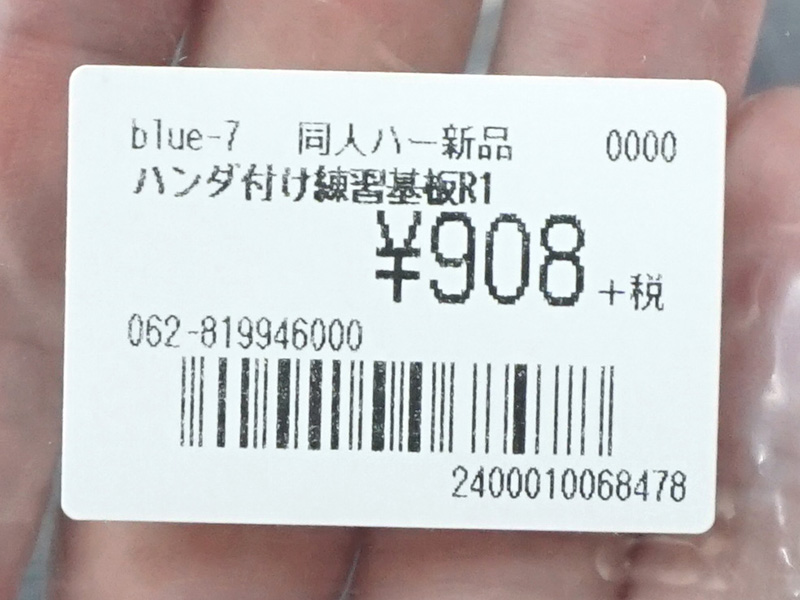 blue-7 同人ハー新品 0000
ハンダ付け練習基板R1
¥908 +税
062-819946000
2400010068478